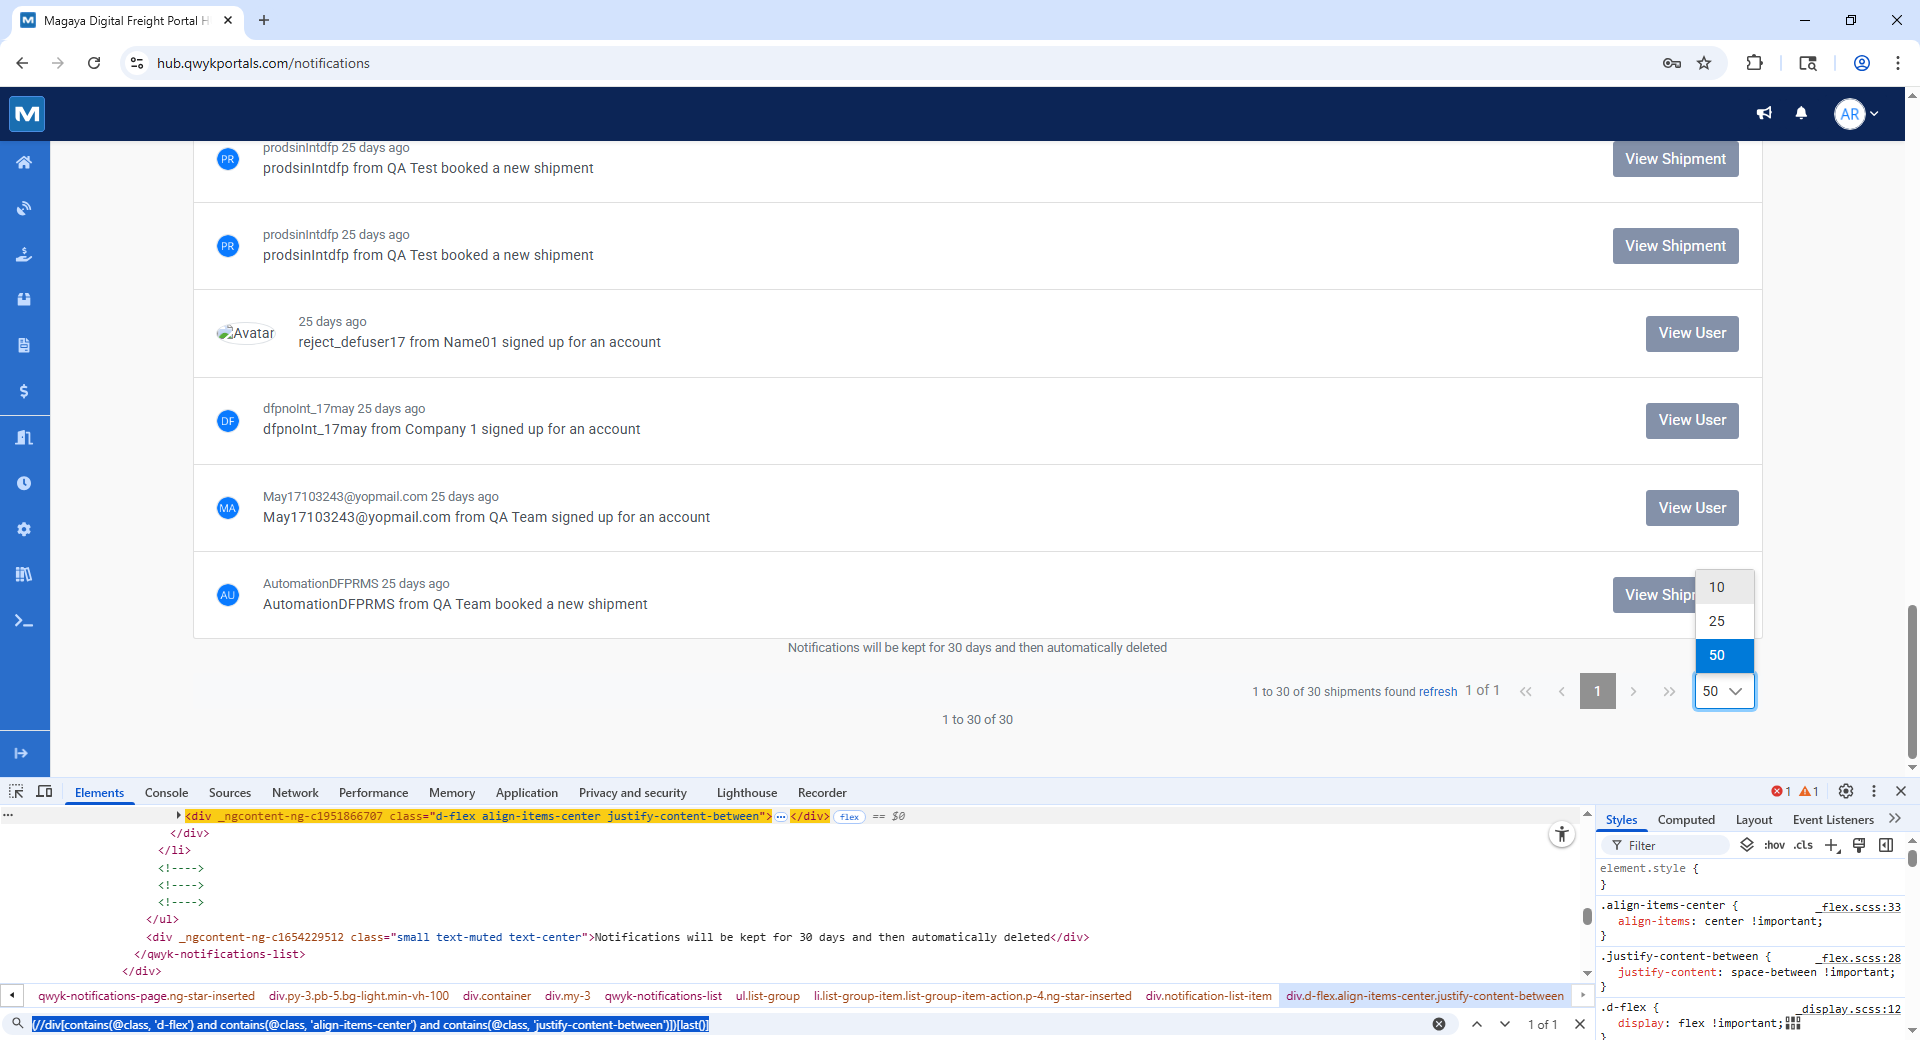 Magaya Digital Freight Portal H
hub.qwykportals.com/notifications
AR
PR
prodsinIntdfp 25 days ago
prodsinIntdfp from QA Test booked a new shipment
View Shipment
PR
prodsinIntdfp 25 days ago
prodsinIntdfp from QA Test booked a new shipment
View Shipment
Avatar
25 days ago
reject_defuser17 from Name01 signed up for an account
View User
DF
dfpnoInt_17may 25 days ago
dfpnoInt_17may from Company 1 signed up for an account
View User
MA
May17103243@yopmail.com 25 days ago
May17103243@yopmail.com from QA Team signed up for an account
View User
AU
AutomationDFPRMS 25 days ago
AutomationDFPRMS from QA Team booked a new shipment
View Shipr
10
25
50
Notifications will be kept for 30 days and then automatically deleted
1 to 30 of 30 shipments found refresh 1 of 1 « ‹ 1 › » 50
1 to 30 of 30
Elements Console Sources Network Performance Memory Application Privacy and security Lighthouse Recorder 1 1
<div _ngcontent-ng-c1951866707 class="d-flex align-items-center justify-content-between"> … </div> flex == $0
</div>
</li>
<!---->
<!---->
<!---->
</ul>
<div _ngcontent-ng-c1654229512 class="small text-muted text-center">Notifications will be kept for 30 days and then automatically deleted</div>
</qwyk-notifications-list>
</div>
Styles Computed Layout Event Listeners
Filter :hov .cls
element.style {
}
.align-items-center { _flex.scss:33
align-items: center !important;
}
.justify-content-between { _flex.scss:28
justify-content: space-between !important;
}
.d-flex { _display.scss:12
display: flex !important;
}
qwyk-notifications-page.ng-star-inserted div.py-3.pb-5.bg-light.min-vh-100 div.container div.my-3 qwyk-notifications-list ul.list-group li.list-group-item.list-group-item-action.p-4.ng-star-inserted div.notification-list-item div.d-flex.align-items-center.justify-content-between
(//div[contains(@class, 'd-flex') and contains(@class, 'align-items-center') and contains(@class, 'justify-content-between')])[last()]
1 of 1